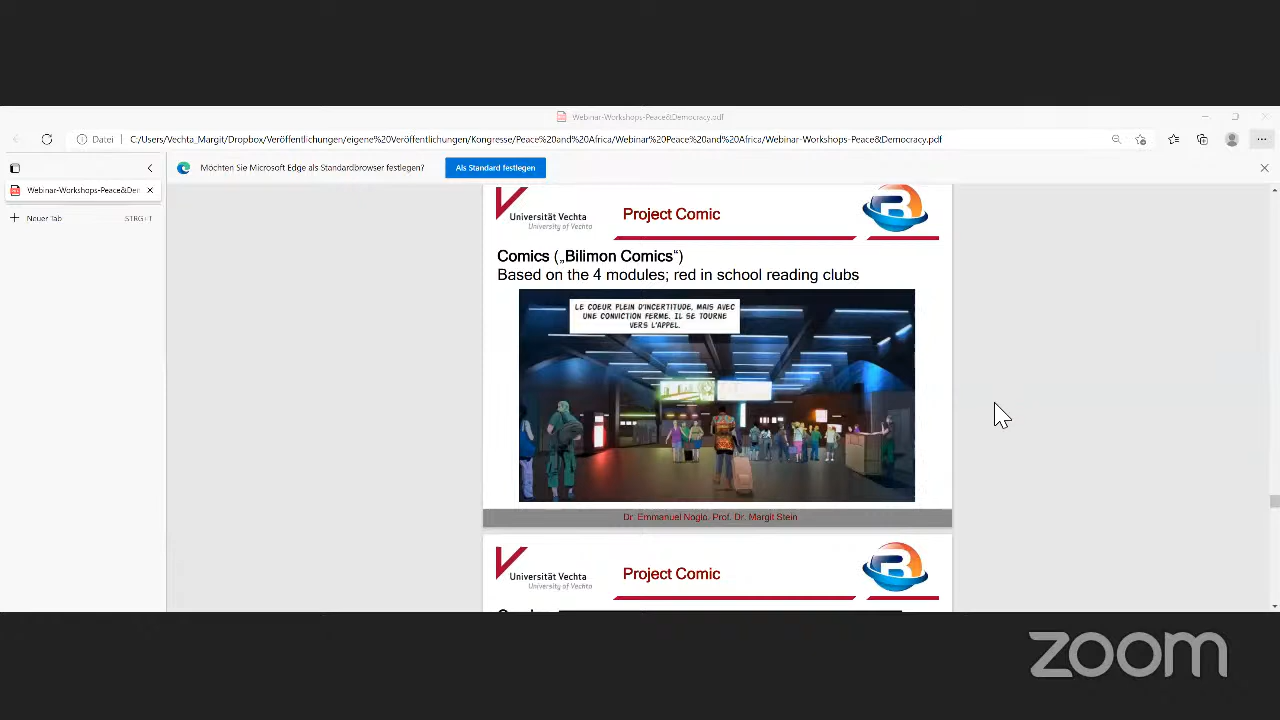 Webinar-Workshops-Peace&Democracy.pdf
Datei
C:/Users/Vechta_Margit/Dropbox/Veröffentlichungen/eigene%20Veröffentlichungen/Kongresse/Peace%20and%20Africa/Webinar%20Peace%20and%20Africa/Webinar-Workshops-Peace&Democracy.pdf
Möchten Sie Microsoft Edge als Standardbrowser festlegen?
Als Standard festlegen
Webinar-Workshops-Peace&Dem
Neuer Tab
STRG+T
Universität Vechta
University of Vechta
Project Comic
Comics („Bilimon Comics“)
Based on the 4 modules; red in school reading clubs
LE COEUR PLEIN D'INCERTITUDE, MAIS AVEC
UNE CONVICTION FERME. IL SE TOURNE
VERS L'APPEL.
Dr. Emmanuel Noglo, Prof. Dr. Margit Stein
Universität Vechta
University of Vechta
Project Comic
zoom